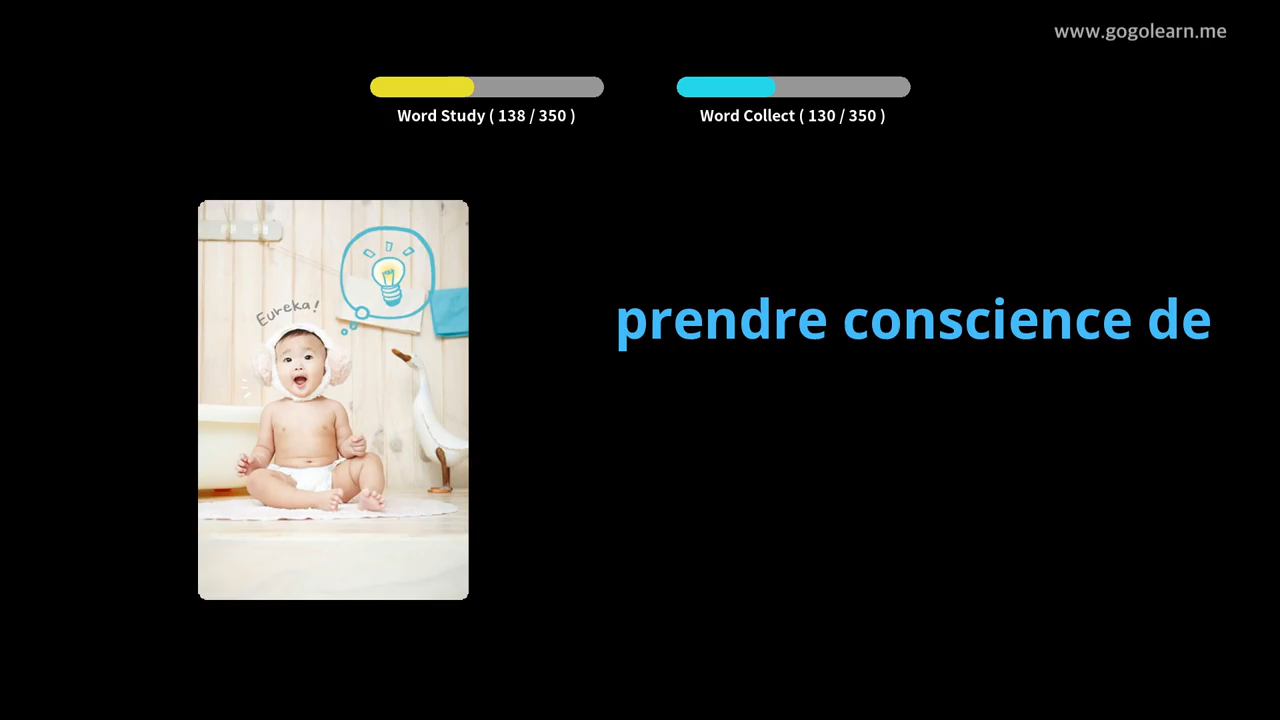 www.gogolearn.me
Word Study ( 138 / 350 )
Word Collect ( 130 / 350 )
Eureka!
prendre conscience de